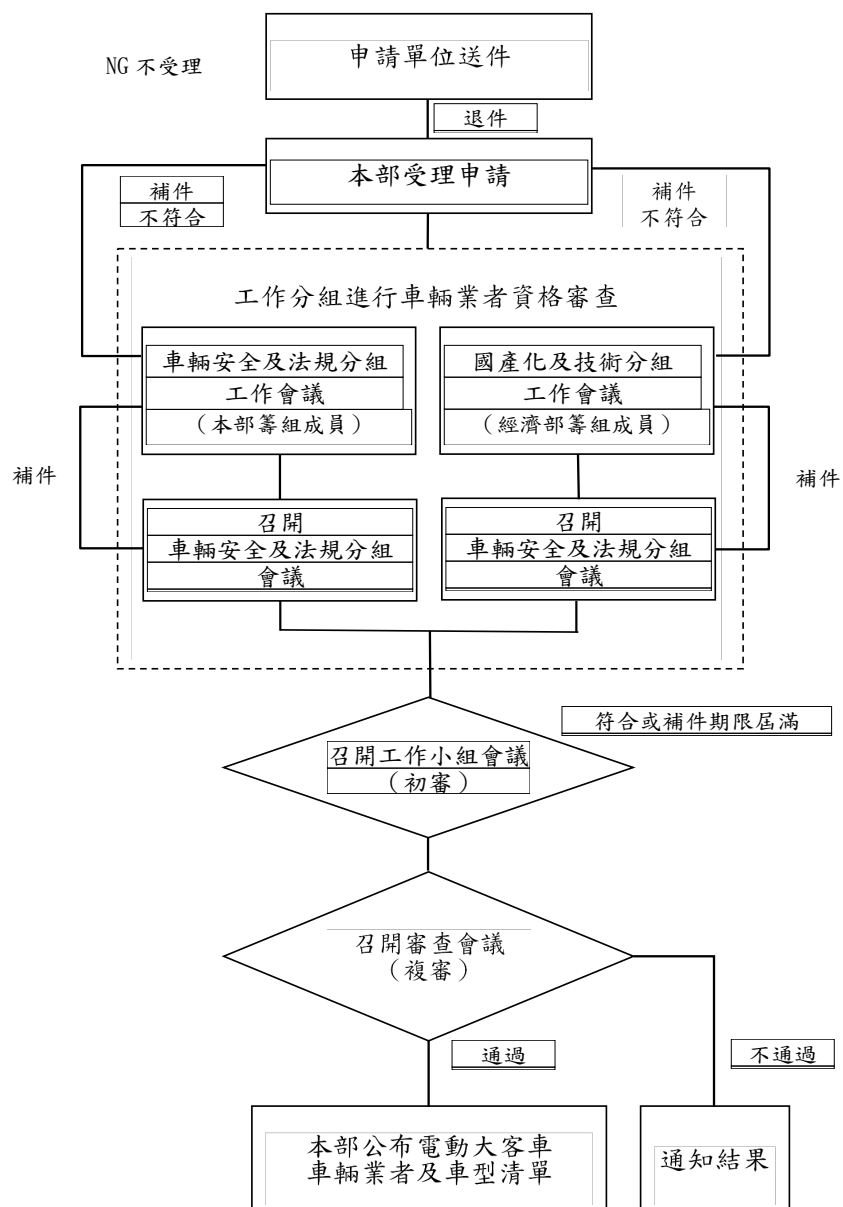 申請單位送件
NG 不受理
退件
本部受理申請
補件
不符合
補件
不符合
工作分組進行車輛業者資格審查
車輛安全及法規分組
工作會議
（本部籌組成員）
國產化及技術分組
工作會議
（經濟部籌組成員）
補件
補件
召開
車輛安全及法規分組
會議
召開
車輛安全及法規分組
會議
符合或補件期限屆滿
召開工作小組會議
（初審）
召開審查會議
（複審）
通過
不通過
本部公布電動大客車
車輛業者及車型清單
通知結果